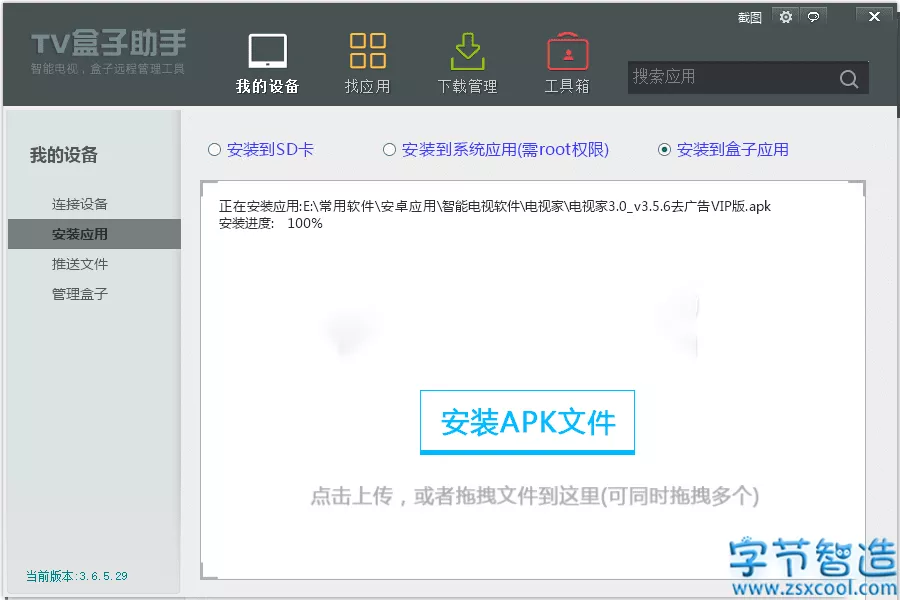 截图
TV盒子助手
智能电视，盒子远程管理工具
我的设备
找应用
下载管理
工具箱
搜索应用
我的设备
连接设备
安装应用
推送文件
管理盒子
当前版本:3.6.5.29
安装到SD卡
安装到系统应用(需root权限)
安装到盒子应用
正在安装应用:E:\常用软件\安卓应用\智能电视软件\电视家\电视家3.0_v3.5.6去广告VIP版.apk
安装进度: 100%
安装APK文件
点击上传，或者拖拽文件到这里(可同时拖拽多个)
字节智造
www.zsxcool.com